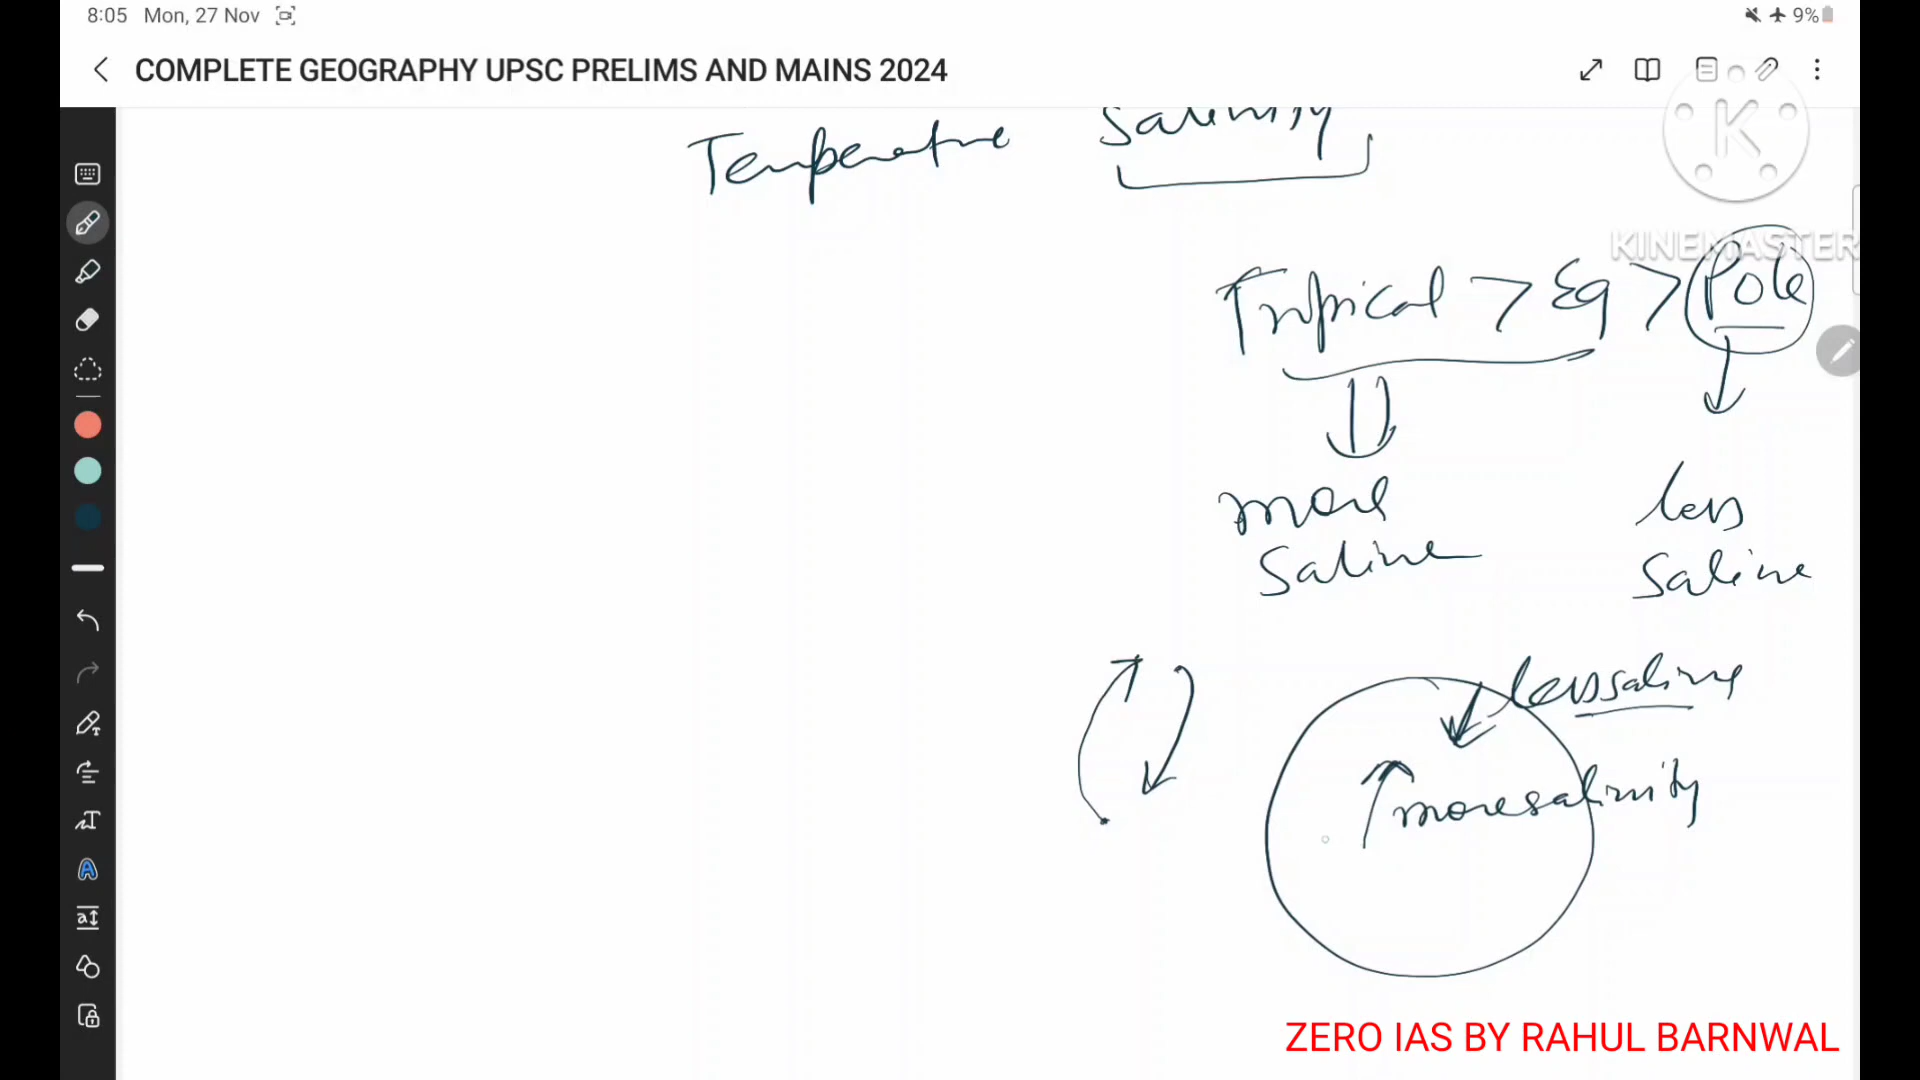 8:05 Mon, 27 Nov 9%
COMPLETE GEOGRAPHY UPSC PRELIMS AND MAINS 2024
Temperature Salinity
K
KINEMASTER
Tropical > Eq > Pole
more less
Saline Saline
less saline
more salinity
ZERO IAS BY RAHUL BARNWAL